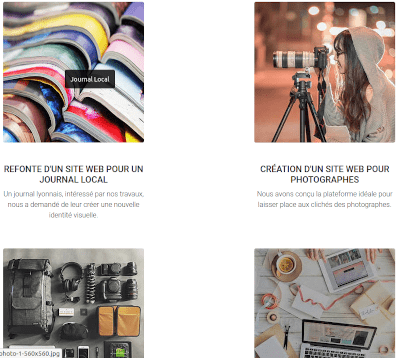 Journal Local
REFONTE D'UN SITE WEB POUR UN
JOURNAL LOCAL
Un journal lyonnais, intéressé par nos travaux,
nous a demande de leur créer une nouvelle
identité visuelle.
CRÉATION D'UN SITE WEB POUR
PHOTOGRAPHES
Nous avons conçu la plateforme idéale pour
laisser place aux clichés des photographes.
photo-1-560x560.jpg